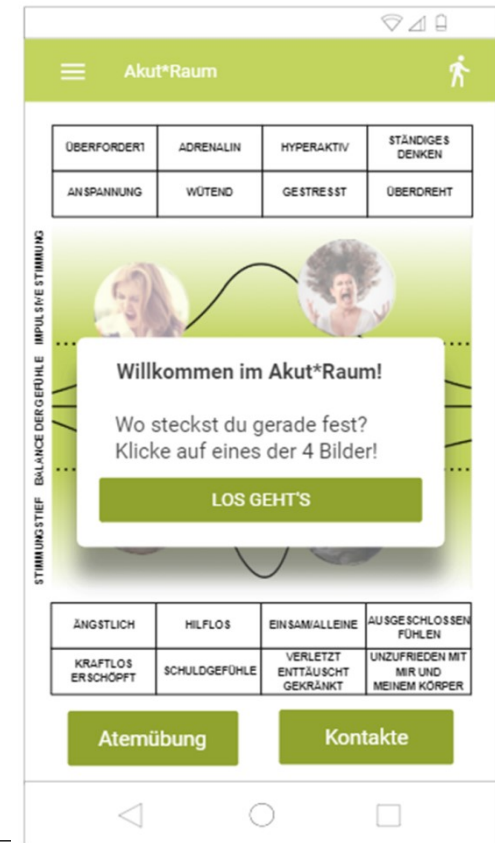 Akut*Raum
ÜBERFORDERT ADRENALIN HYPERAKTIV STÄNDIGES
DENKEN
ANSPANNUNG WÜTEND GESTRESST ÜBERDREHT
IMPULSIVE STIMMUNG
BALANCE DER GEFÜHLE
STIMMUNGSTIEF
Willkommen im Akut*Raum!
Wo steckst du gerade fest?
Klicke auf eines der 4 Bilder!
LOS GEHT'S
ÄNGSTLICH HILFLOS EINSAM/ALLEINE AUSGESCHLOSSEN
FÜHLEN
KRAFTLOS
ERSCHÖPFT
SCHULDGEFÜHLE
VERLETZT
ENTTÄUSCHT
GEKRÄNKT
UNZUFRIEDEN MIT
MIR UND
MEINEM KÖRPER
Atemübung
Kontakte